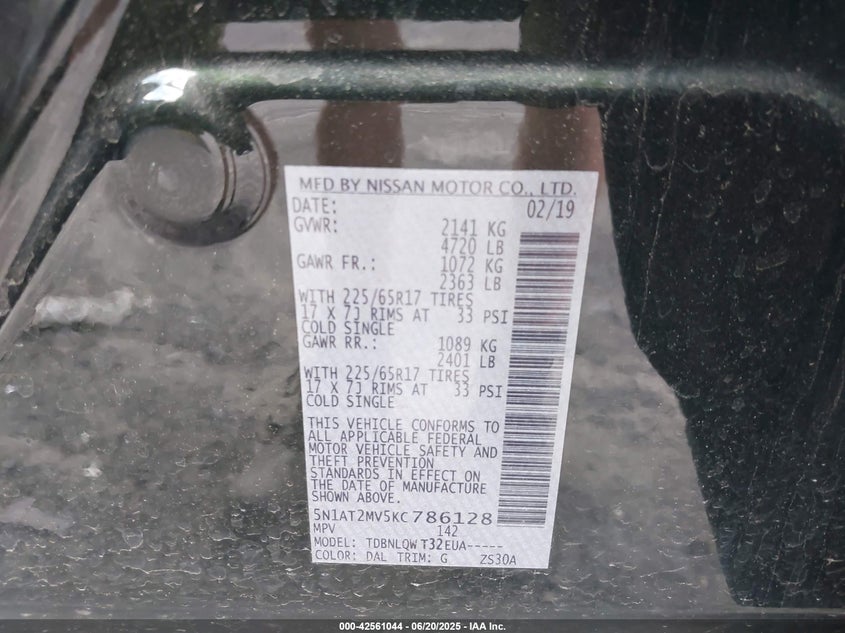 MFD BY NISSAN MOTOR CO., LTD.
DATE: 02/19
GVWR: 2141 KG
4720 LB
GAWR FR.: 1072 KG
2363 LB
WITH 225/65R17 TIRES
17 X 7J RIMS AT 33 PSI
COLD SINGLE
GAWR RR.: 1089 KG
2401 LB
WITH 225/65R17 TIRES
17 X 7J RIMS AT 33 PSI
COLD SINGLE
THIS VEHICLE CONFORMS TO
ALL APPLICABLE FEDERAL
MOTOR VEHICLE SAFETY AND
THEFT PREVENTION
STANDARDS IN EFFECT ON
THE DATE OF MANUFACTURE
SHOWN ABOVE.
5N1AT2MV5KC786128
MPV 142
MODEL: TDBNLQW T32EUA-----
COLOR: DAL TRIM: G ZS30A
000-42561044 - 06/20/2025 - IAA Inc.